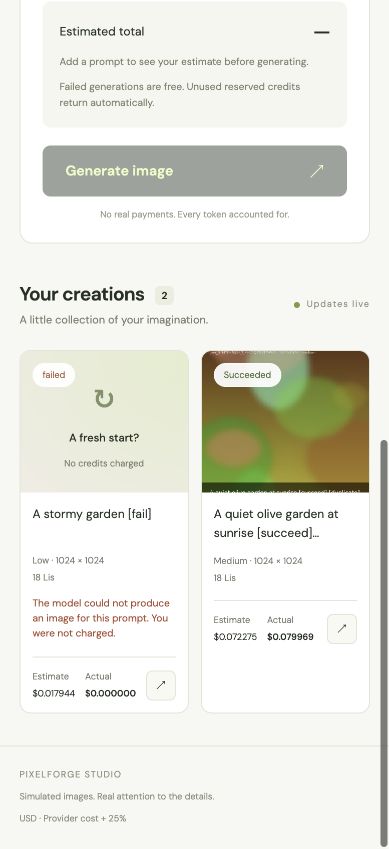 Estimated total
Add a prompt to see your estimate before generating.
Failed generations are free. Unused reserved credits
return automatically.
Generate image
No real payments. Every token accounted for.
Your creations 2
Updates live
A little collection of your imagination.
failed
A fresh start?
No credits charged
A stormy garden [fail]
Low · 1024 × 1024
18 Lis
The model could not produce
an image for this prompt. You
were not charged.
Estimate Actual
$0.017944 $0.000000
Succeeded
A quiet olive garden at
sunrise [succeed]...
Medium · 1024 × 1024
18 Lis
Estimate Actual
$0.072275 $0.079969
PIXELFORGE STUDIO
Simulated images. Real attention to the details.
USD · Provider cost + 25%